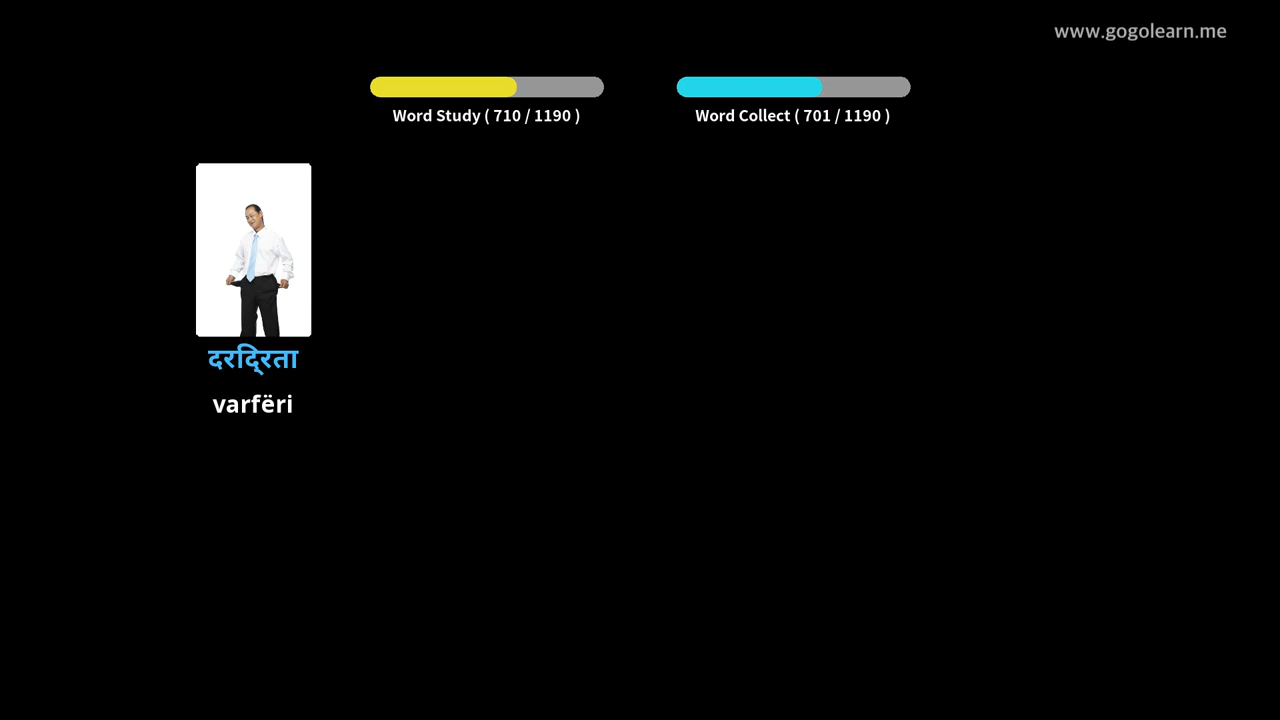 www.gogolearn.me
Word Study ( 710 / 1190 )
Word Collect ( 701 / 1190 )
दरिद्रता
varfëri